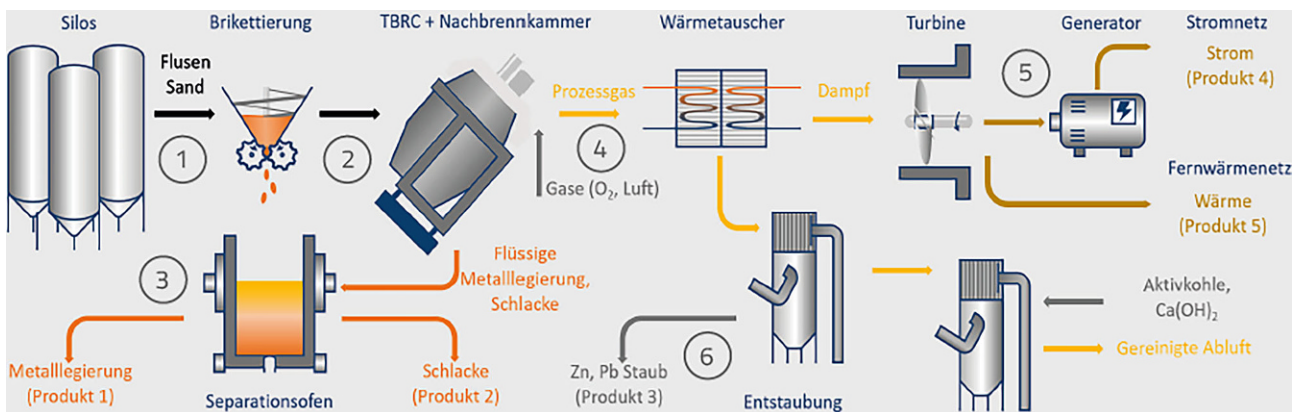 Silos
Brikettierung
TBRC + Nachbrennkammer
Wärmetauscher
Turbine
Generator
Stromnetz
Flusen
Sand
1
2
Prozessgas
4
Gase (O₂, Luft)
Dampf
5
Strom
(Produkt 4)
Fernwärmenetz
Wärme
(Produkt 5)
3
Flüssige
Metalllegierung,
Schlacke
Metalllegierung
(Produkt 1)
Separationsofen
Schlacke
(Produkt 2)
6
Zn, Pb Staub
(Produkt 3)
Entstaubung
Aktivkohle,
Ca(OH)₂
Gereinigte Abluft